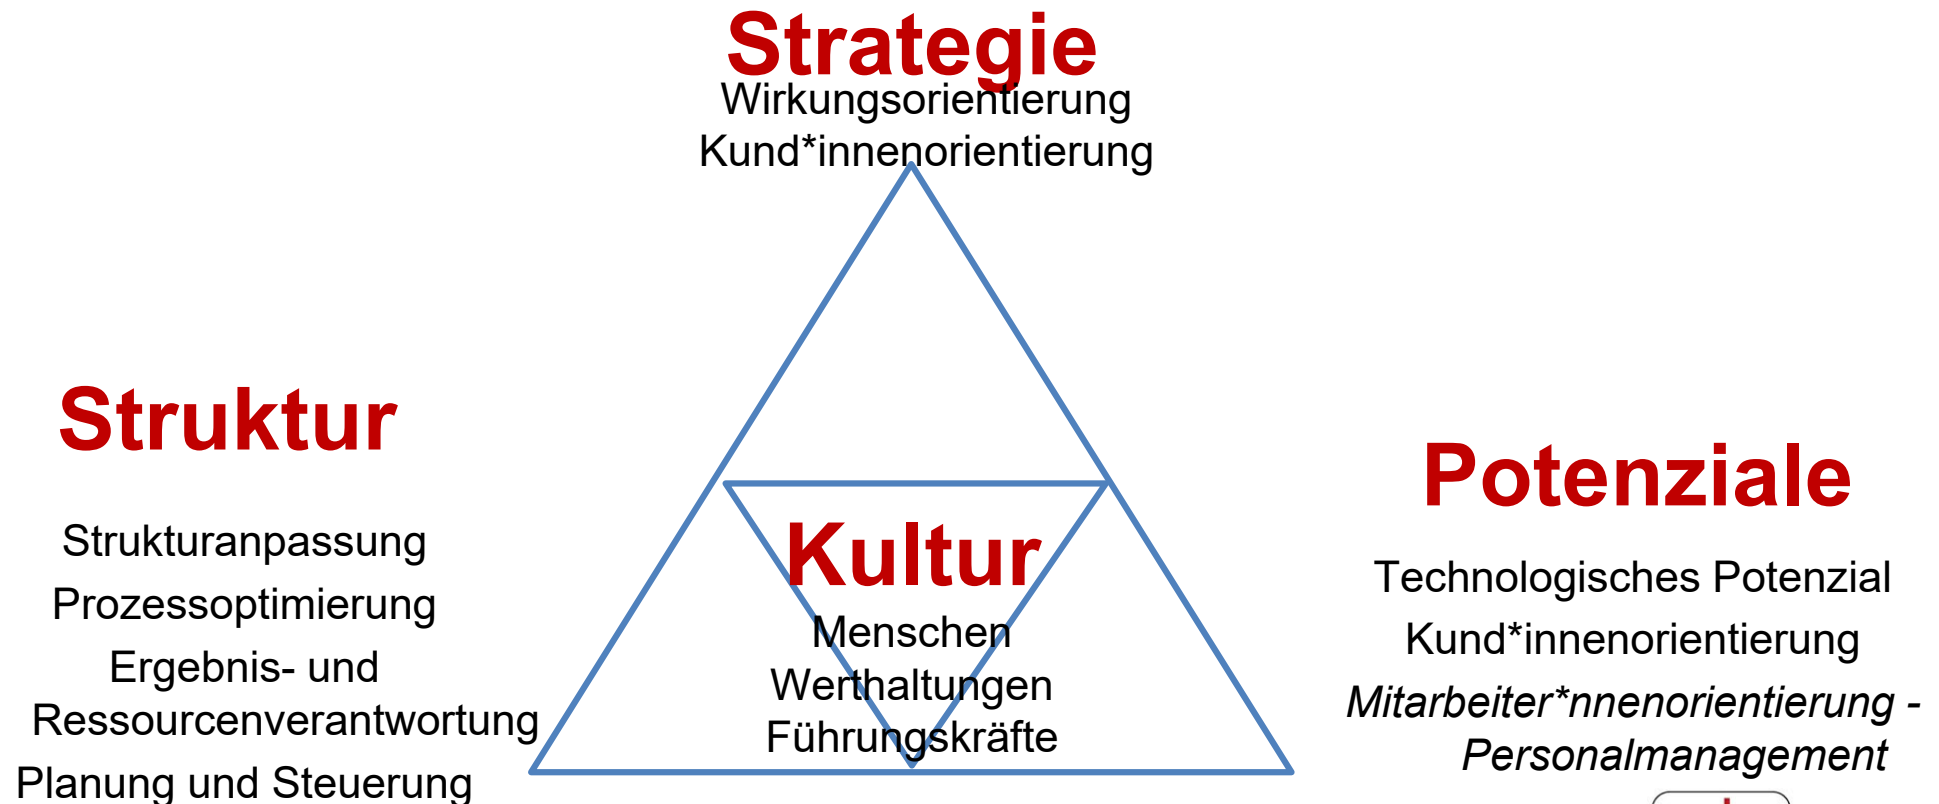 Strategie
Wirkungsorientierung
Kund*innenorientierung
Struktur
Strukturanpassung
Prozessoptimierung
Ergebnis- und
Ressourcenverantwortung
Planung und Steuerung
Kultur
Menschen
Werthaltungen
Führungskräfte
Potenziale
Technologisches Potenzial
Kund*innenorientierung
Mitarbeiter*nnenorientierung -
Personalmanagement